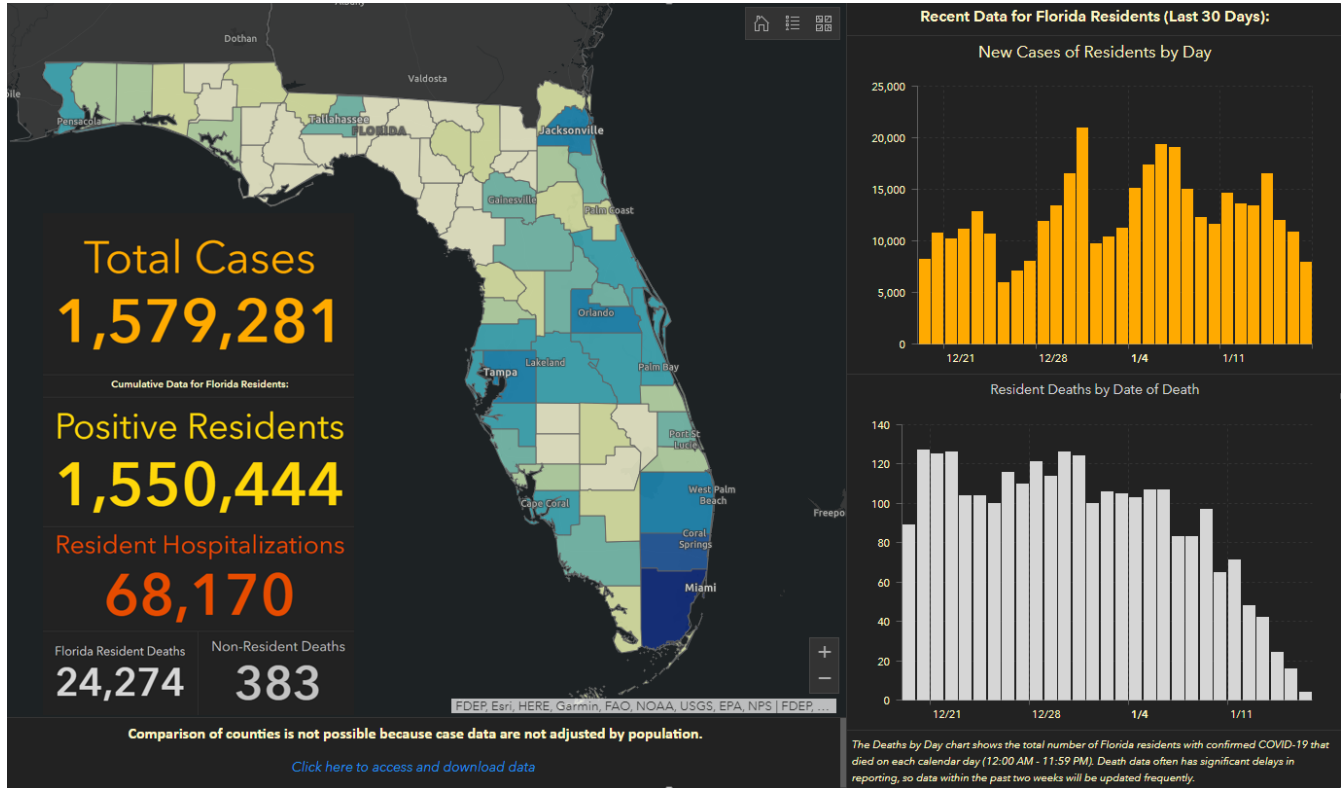 Albany
Dothan
Valdosta
Pensacola
Tallahassee
FLORIDA
Jacksonville
Gainesville
Palm Coast
Orlando
Tampa
Lakeland
Palm Bay
Port St
Lucie
Cape Coral
West Palm
Beach
Freepo
Coral
Springs
Miami
+
−
FDEP, Esri, HERE, Garmin, FAO, NOAA, USGS, EPA, NPS | FDEP, ...
Total Cases
1,579,281
Cumulative Data for Florida Residents:
Positive Residents
1,550,444
Resident Hospitalizations
68,170
Florida Resident Deaths
24,274
Non-Resident Deaths
383
Comparison of counties is not possible because case data are not adjusted by population.
Click here to access and download data
Recent Data for Florida Residents (Last 30 Days):
New Cases of Residents by Day
25,000
20,000
15,000
10,000
5,000
0
12/21 12/28 1/4 1/11
Resident Deaths by Date of Death
140
120
100
80
60
40
20
0
12/21 12/28 1/4 1/11
The Deaths by Day chart shows the total number of Florida residents with confirmed COVID-19 that
died on each calendar day (12:00 AM - 11:59 PM). Death data often has significant delays in
reporting, so data within the past two weeks will be updated frequently.